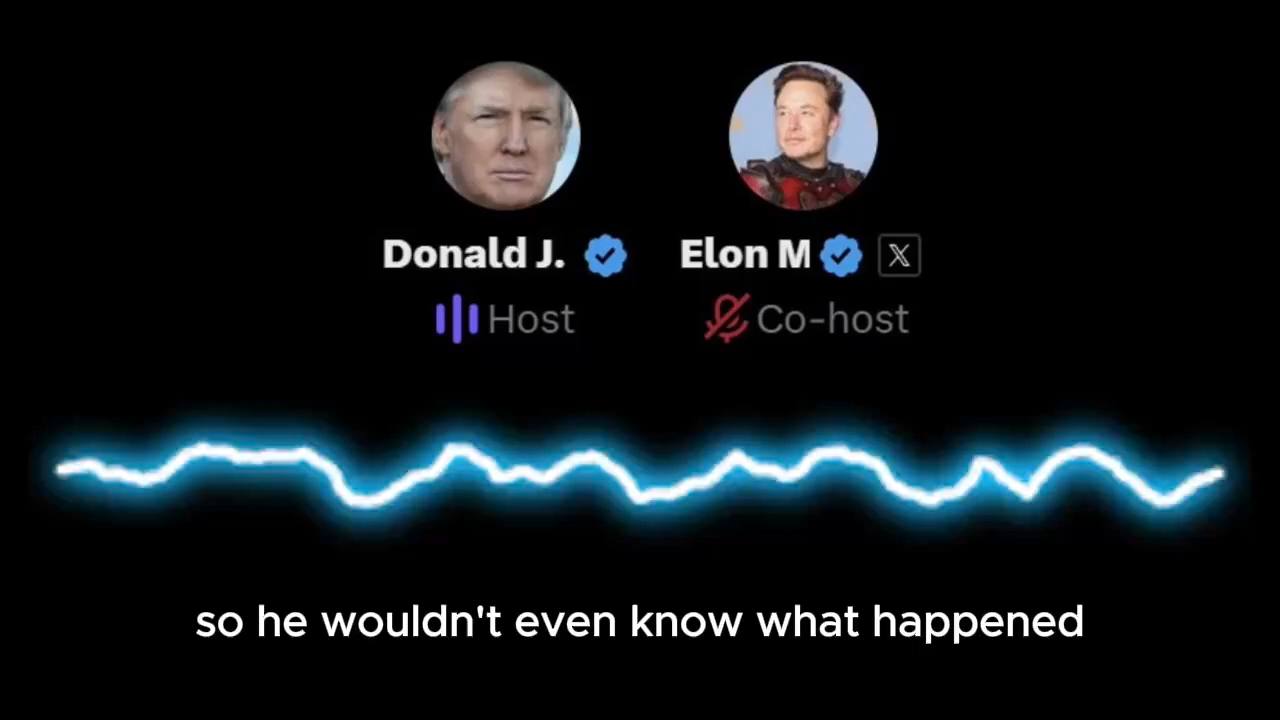 Donald J. Elon M X
Host Co-host
so he wouldn't even know what happened